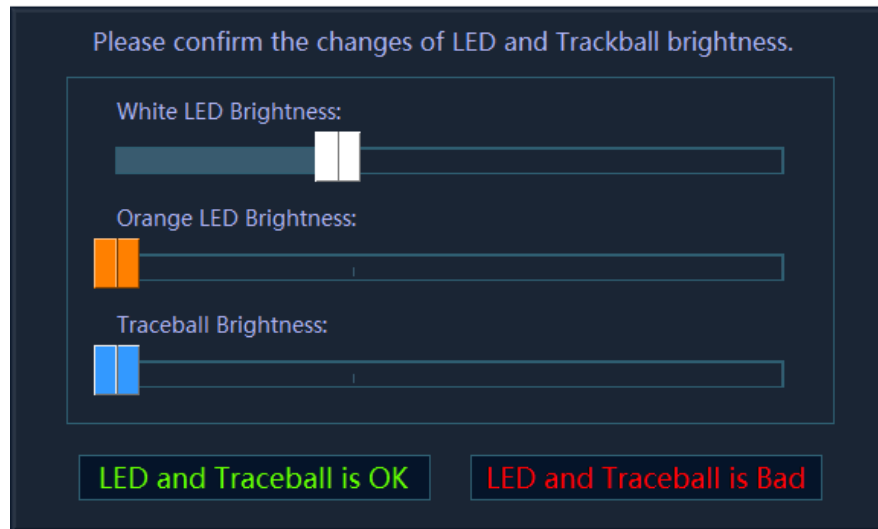 Please confirm the changes of LED and Trackball brightness.
White LED Brightness:
Orange LED Brightness:
Traceball Brightness:
LED and Traceball is OK
LED and Traceball is Bad